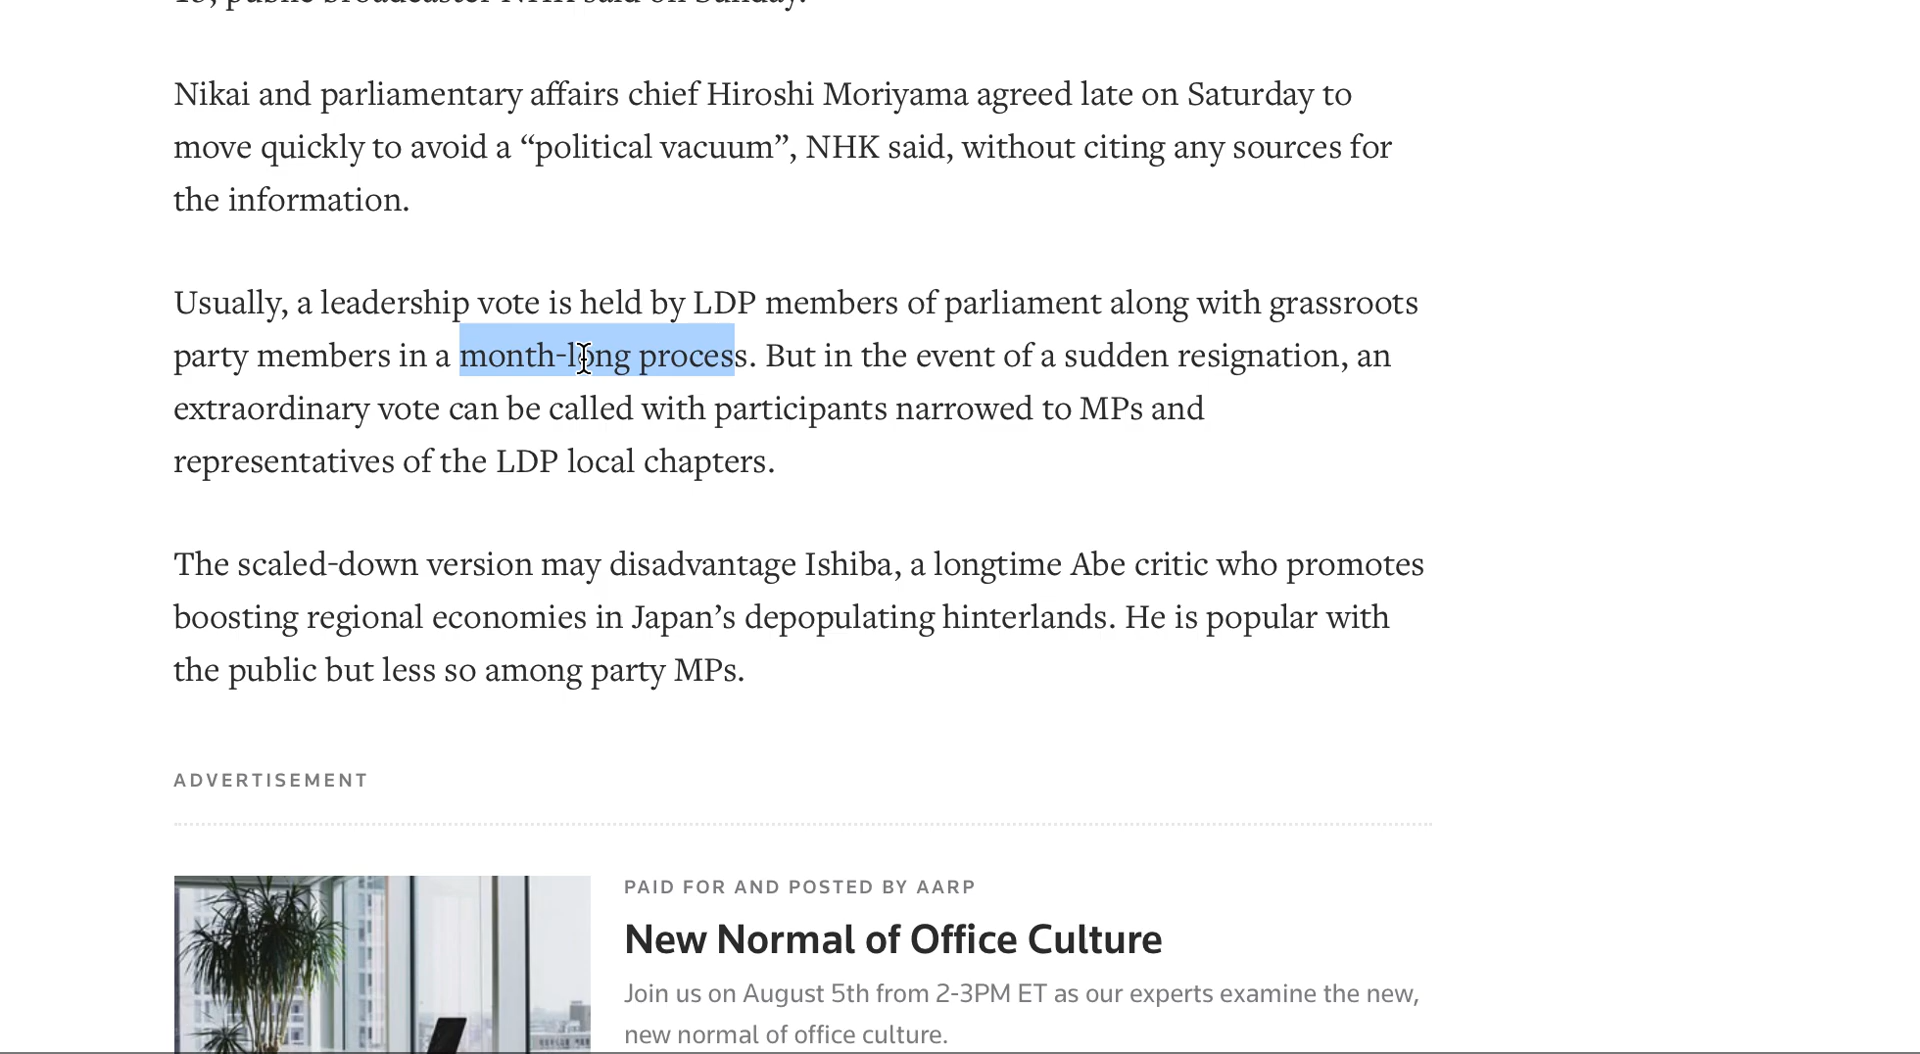 15, public broadcaster NHK said on Sunday.
Nikai and parliamentary affairs chief Hiroshi Moriyama agreed late on Saturday to
move quickly to avoid a “political vacuum”, NHK said, without citing any sources for
the information.
Usually, a leadership vote is held by LDP members of parliament along with grassroots
party members in a month-long process. But in the event of a sudden resignation, an
extraordinary vote can be called with participants narrowed to MPs and
representatives of the LDP local chapters.
The scaled-down version may disadvantage Ishiba, a longtime Abe critic who promotes
boosting regional economies in Japan’s depopulating hinterlands. He is popular with
the public but less so among party MPs.
ADVERTISEMENT
PAID FOR AND POSTED BY AARP
New Normal of Office Culture
Join us on August 5th from 2-3PM ET as our experts examine the new,
new normal of office culture.